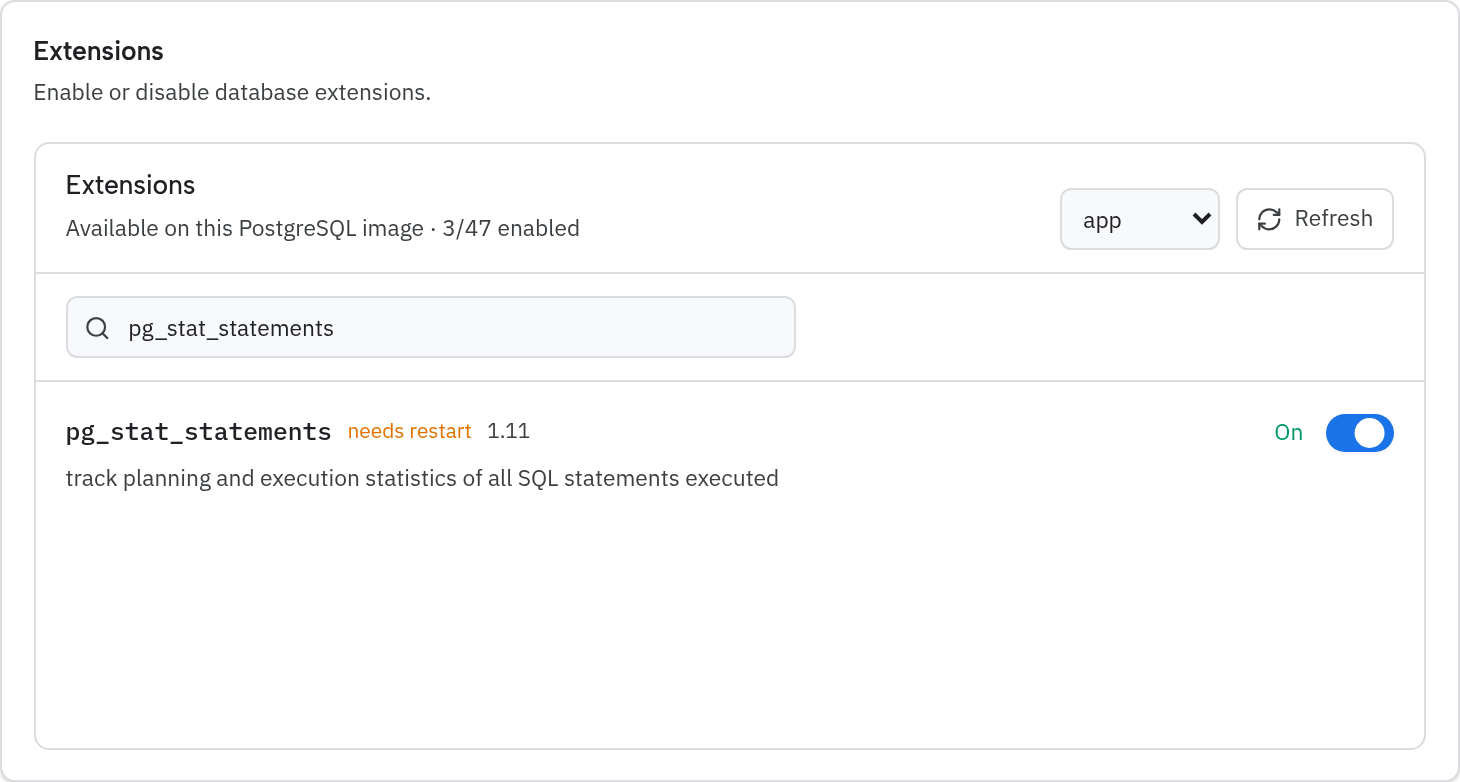 Extensions
Enable or disable database extensions.
Extensions
Available on this PostgreSQL image · 3/47 enabled
app
Refresh
pg_stat_statements
pg_stat_statements needs restart 1.11
On
track planning and execution statistics of all SQL statements executed